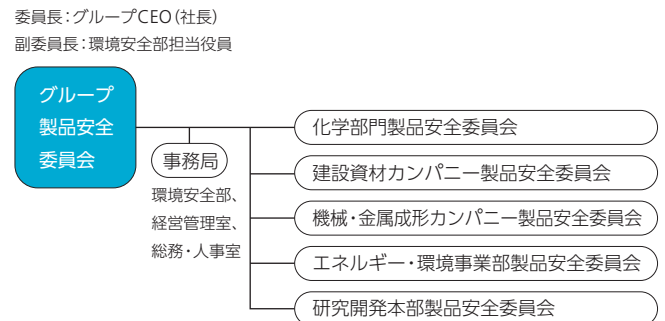 委員長：グループCEO（社長）
副委員長：環境安全部担当役員
グループ
製品安全
委員会
事務局
環境安全部、
経営管理室、
総務・人事室
化学部門製品安全委員会
建設資材カンパニー製品安全委員会
機械・金属成形カンパニー製品安全委員会
エネルギー・環境事業部製品安全委員会
研究開発本部製品安全委員会